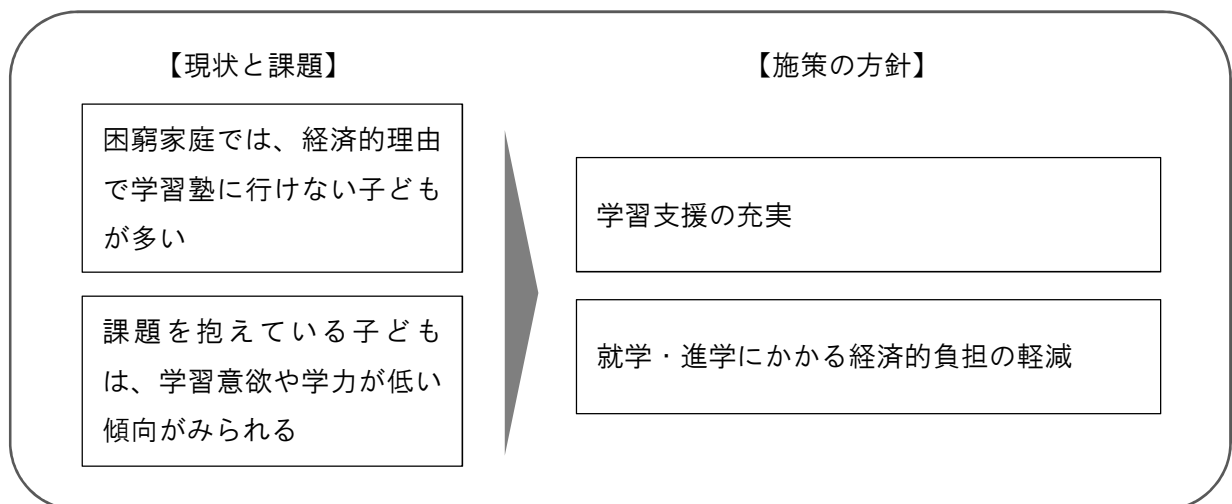 【現状と課題】
困窮家庭では、経済的理由
で学習塾に行けない子ども
が多い
課題を抱えている子ども
は、学習意欲や学力が低い
傾向がみられる
【施策の方針】
学習支援の充実
就学・進学にかかる経済的負担の軽減